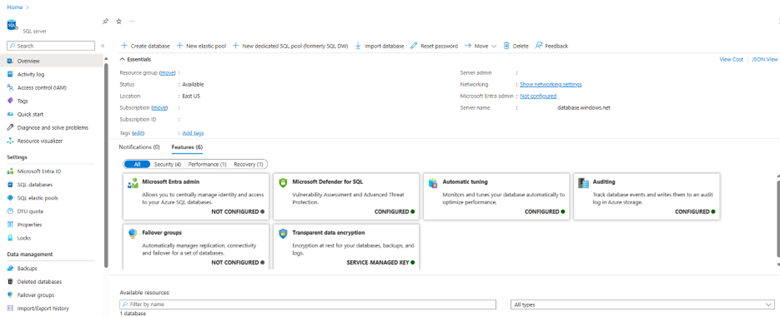 Home >
SQL server
Search
Create database
New elastic pool
New dedicated SQL pool (formerly SQL DW)
Import database
Reset password
Move
Delete
Feedback
Overview
Activity log
Access control (IAM)
Tags
Quick start
Diagnose and solve problems
Resource visualizer
Settings
Microsoft Entra ID
SQL databases
SQL elastic pools
DTU quota
Properties
Locks
Data management
Backups
Deleted databases
Failover groups
Import/Export history
Essentials
View Cost
JSON View
Resource group (move) :
Status : Available
Location : East US
Subscription (move) :
Subscription ID :
Tags (edit) : Add tags
Server admin :
Networking : Show networking settings
Microsoft Entra admin : Not configured
Server name : database.windows.net
Notifications (0)
Features (6)
All
Security (4)
Performance (1)
Recovery (1)
Microsoft Entra admin
Allows you to centrally manage identity and access
to your Azure SQL databases.
NOT CONFIGURED
Microsoft Defender for SQL
Vulnerability Assessment and Advanced Threat
Protection.
CONFIGURED
Automatic tuning
Monitors and tunes your database automatically to
optimize performance.
CONFIGURED
Auditing
Track database events and writes them to an audit
log in Azure storage.
CONFIGURED
Failover groups
Automatically manages replication, connectivity
and failover for a set of databases.
NOT CONFIGURED
Transparent data encryption
Encryption at rest for your databases, backups, and
logs.
SERVICE MANAGED KEY
Available resources
Filter by name
All types
1 database